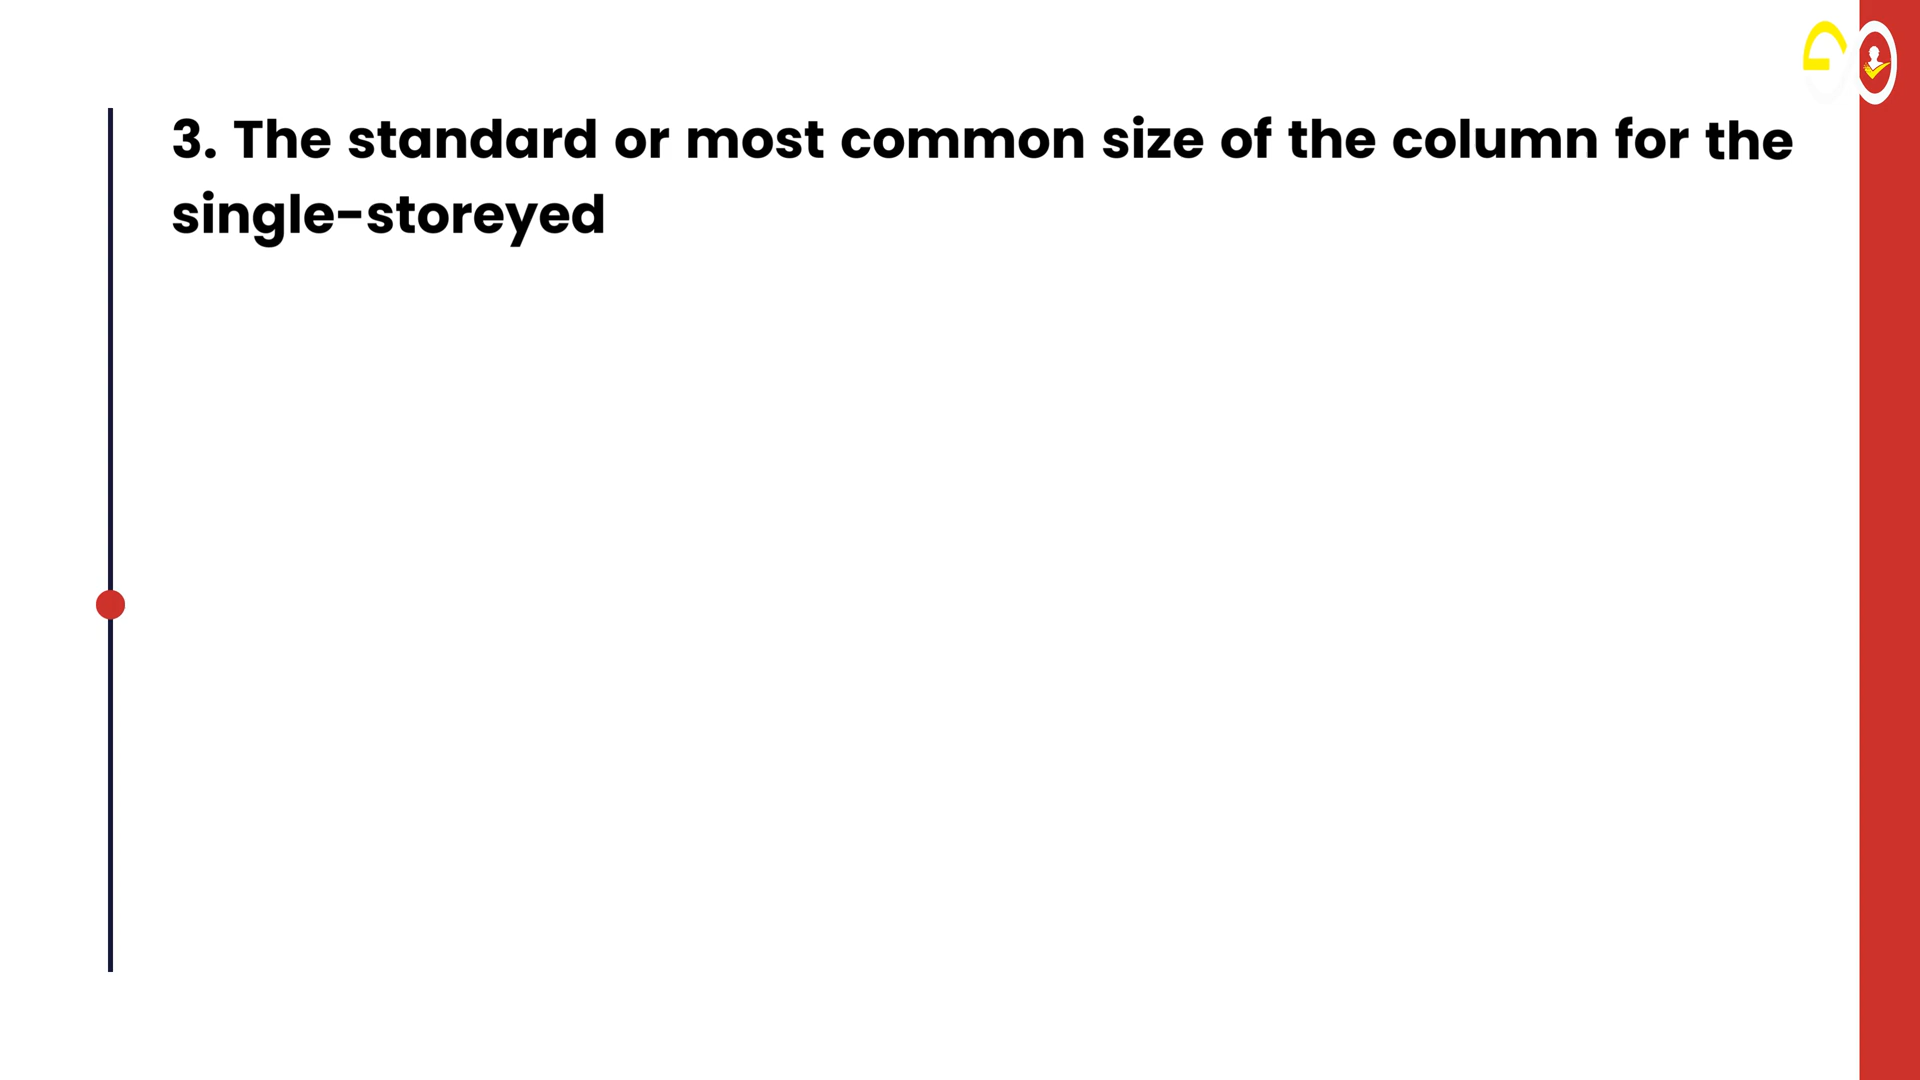 3. The standard or most common size of the column for the
single-storeyed